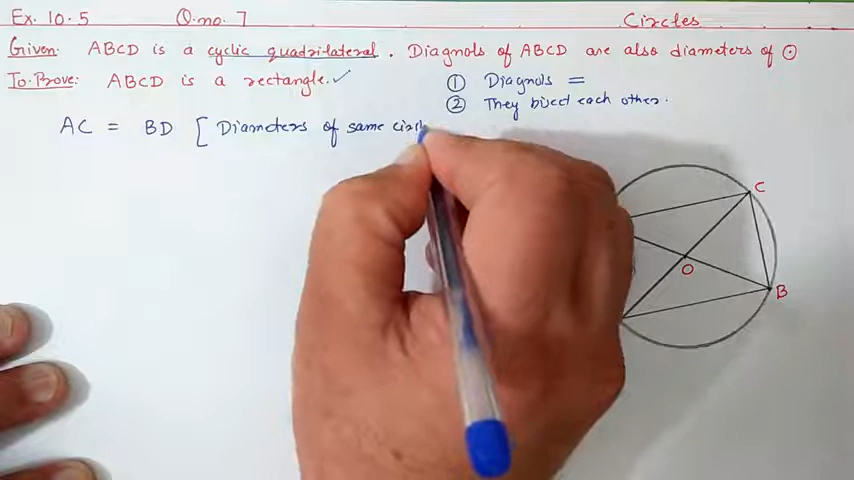 Ex. 10.5 Q.no. 7 Circles
Given: ABCD is a cyclic quadrilateral. Diagnols of ABCD are also diameters of ⊙
To Prove: ABCD is a rectangle. ✓
① Diagnols =
② They bisect each other.
AC = BD [Diameters of same circl
C
O
B